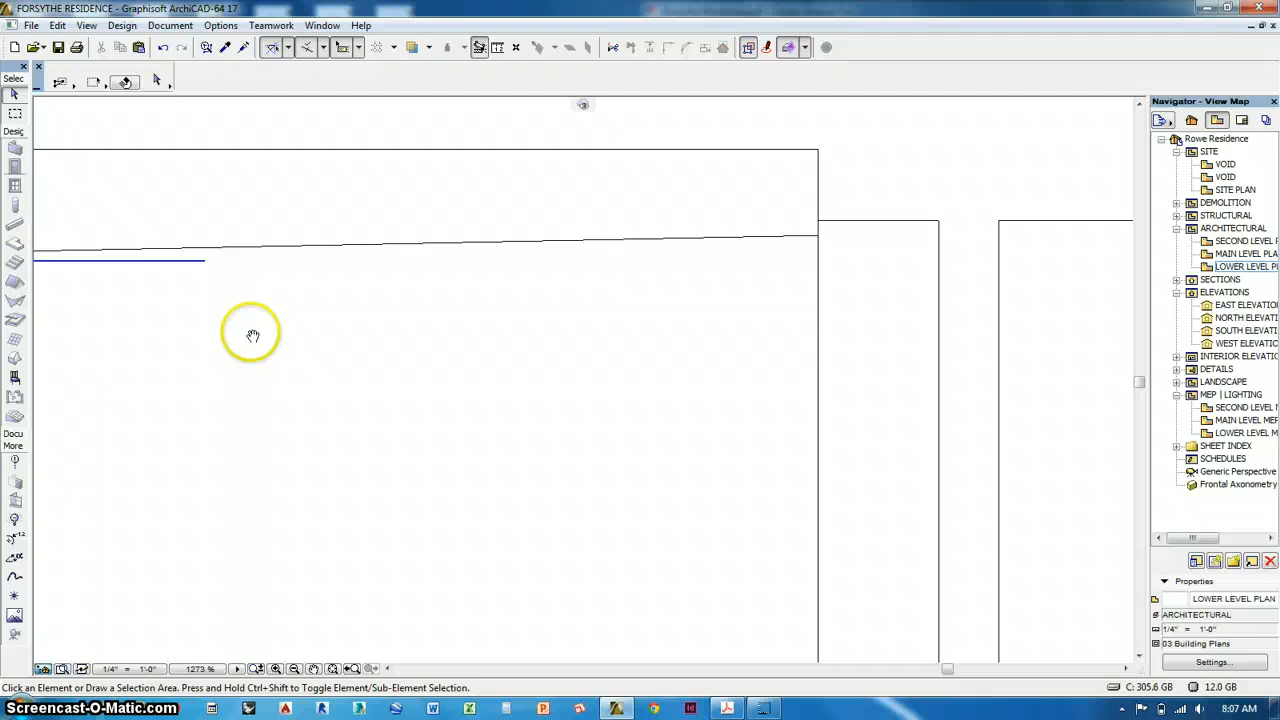 FORSYTHE RESIDENCE - Graphisoft ArchiCAD-64 17
File Edit View Design Document Options Teamwork Window Help
Selec
Desig
Docu
More
Navigator - View Map
Rowe Residence
SITE
VOID
VOID
SITE PLAN
DEMOLITION
STRUCTURAL
ARCHITECTURAL
SECOND LEVEL P
MAIN LEVEL PLA
LOWER LEVEL Pl
SECTIONS
ELEVATIONS
EAST ELEVATIO
NORTH ELEVATI
SOUTH ELEVATI
WEST ELEVATIO
INTERIOR ELEVATIO
DETAILS
LANDSCAPE
MEP | LIGHTING
SECOND LEVEL M
MAIN LEVEL MEP
LOWER LEVEL M
SHEET INDEX
SCHEDULES
Generic Perspective
Frontal Axonometry
Properties
LOWER LEVEL PLAN
ARCHITECTURAL
1/4" = 1'-0"
03 Building Plans
Settings...
1/4" = 1'-0" 1273 %
Click an Element or Draw a Selection Area. Press and Hold Ctrl+Shift to Toggle Element/Sub-Element Selection.
C: 305.6 GB 12.0 GB
Screencast-O-Matic.com
8:07 AM